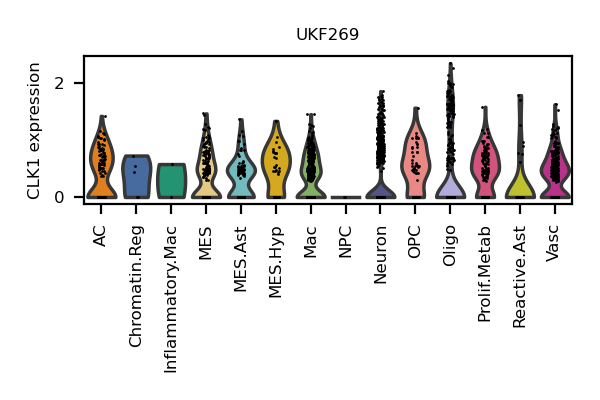 UKF269
CLK1 expression
2
0
AC
Chromatin.Reg
Inflammatory.Mac
MES
MES.Ast
MES.Hyp
Mac
NPC
Neuron
OPC
Oligo
Prolif.Metab
Reactive.Ast
Vasc